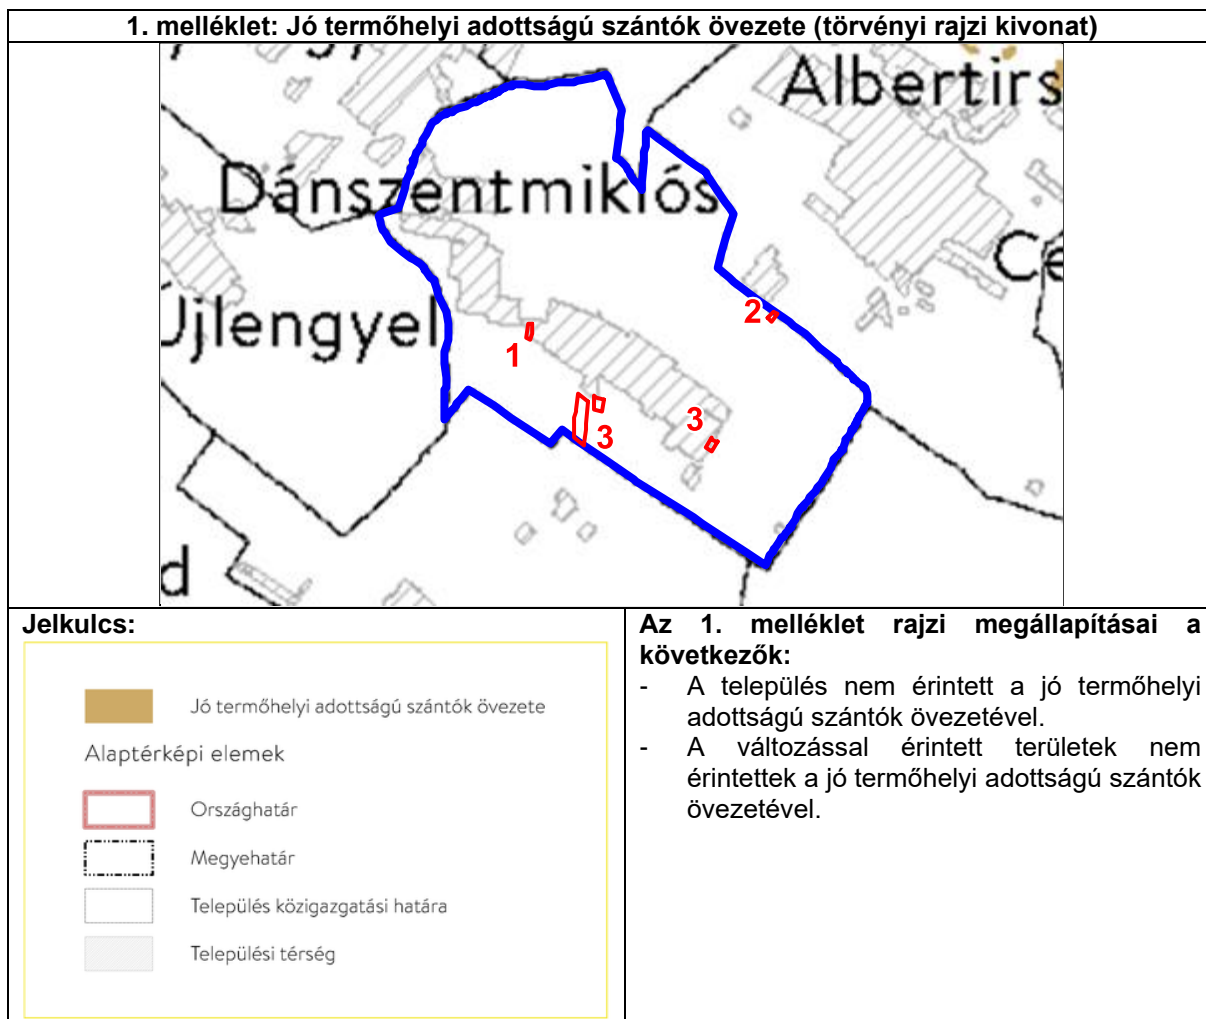 1. melléklet: Jó termőhelyi adottságú szántók övezete (törvényi rajzi kivonat)
Albertirs
Dánszentmiklós
Ce
Újlengyel
1
2
3
3
d
Jelkulcs:
Jó termőhelyi adottságú szántók övezete
Alaptérképi elemek
Országhatár
Megyehatár
Település közigazgatási határa
Települési térség
Az 1. melléklet rajzi megállapításai a
következők:
- A település nem érintett a jó termőhelyi
adottságú szántók övezetével.
- A változással érintett területek nem
érintettek a jó termőhelyi adottságú szántók
övezetével.